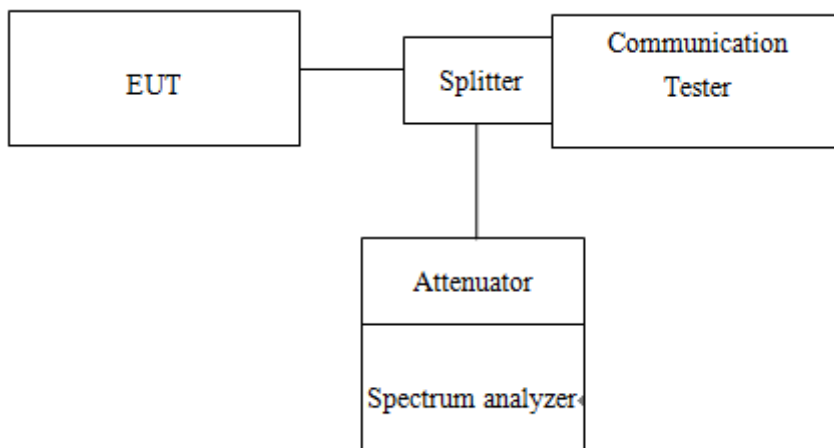 EUT
Splitter
Communication
Tester
Attenuator
Spectrum analyzer